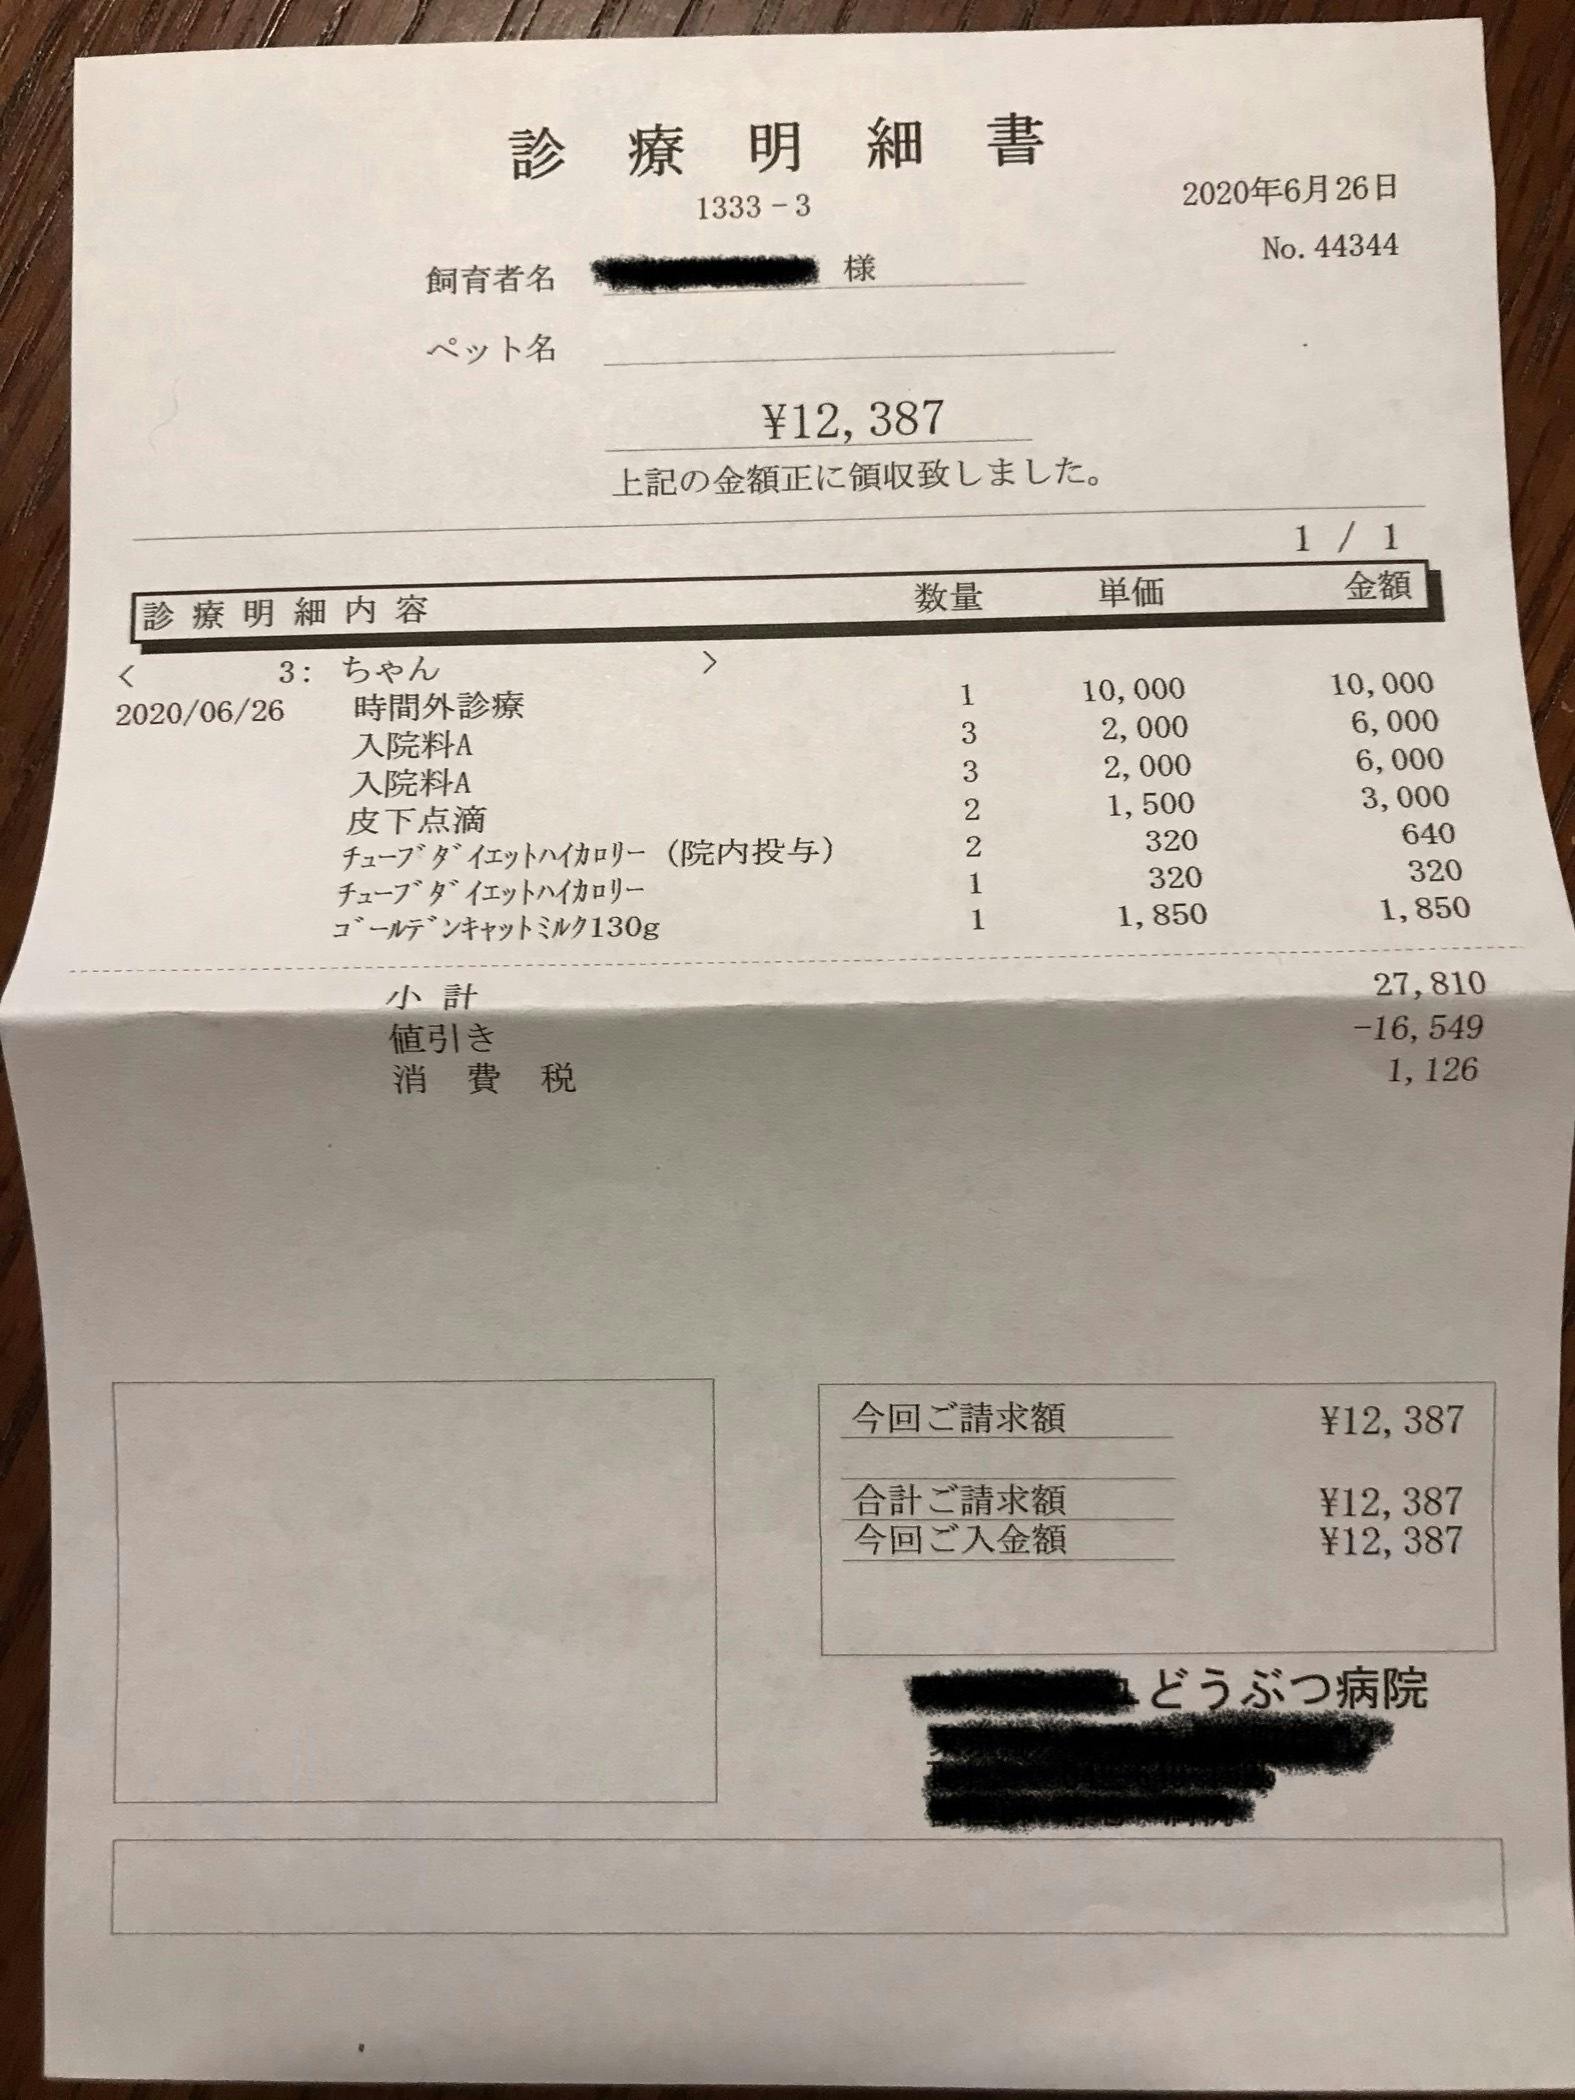 診療明細書
1333-3
2020年6月26日
No. 44344
飼育者名 様
ペット名
¥12,387
上記の金額正に領収致しました。
1 / 1
診療明細内容 数量 単価 金額
< 3: ちゃん >
2020/06/26 時間外診療 1 10,000 10,000
入院料A 3 2,000 6,000
入院料A 3 2,000 6,000
皮下点滴 2 1,500 3,000
ﾁｭｰﾌﾞﾀﾞｲｴｯﾄﾊｲｶﾛﾘｰ (院内投与) 2 320 640
ﾁｭｰﾌﾞﾀﾞｲｴｯﾄﾊｲｶﾛﾘｰ 1 320 320
ｺﾞｰﾙﾃﾞﾝｷｬｯﾄﾐﾙｸ130g 1 1,850 1,850
小計 27,810
値引き -16,549
消費税 1,126
今回ご請求額 ¥12,387
合計ご請求額 ¥12,387
今回ご入金額 ¥12,387
どうぶつ病院